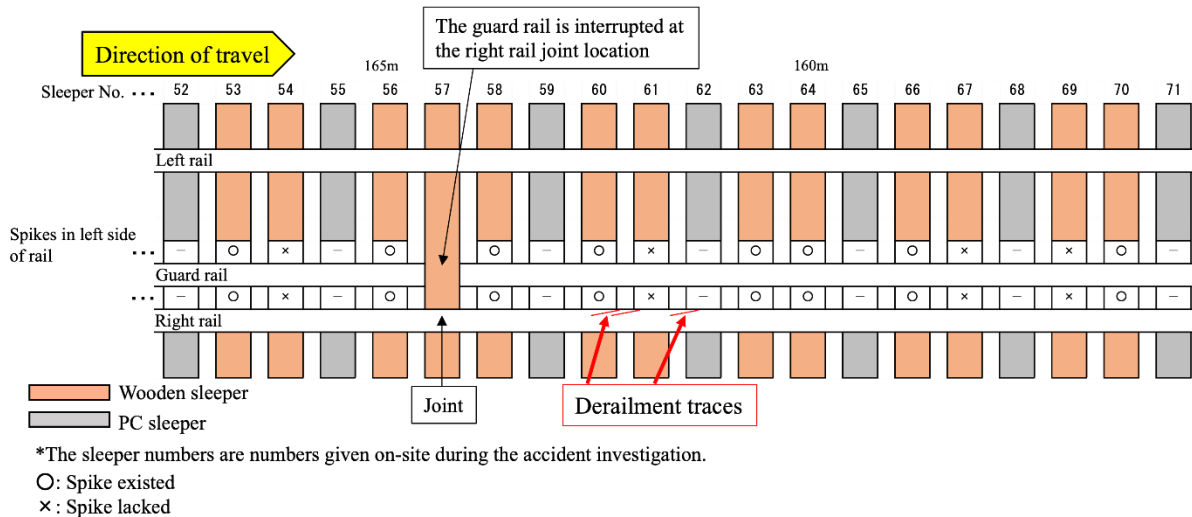 The guard rail is interrupted at
the right rail joint location
Direction of travel
165m
160m
Sleeper No. ••• 52 53 54 55 56 57 58 59 60 61 62 63 64 65 66 67 68 69 70 71
Left rail
Spikes in left side
of rail
••• – ○ × – ○ ○ – ○ × – ○ ○ – ○ × – × ○ –
Guard rail
••• – ○ × – ○ ○ – ○ × – ○ ○ – ○ × – × ○ –
Right rail
Wooden sleeper
PC sleeper
Joint
Derailment traces
*The sleeper numbers are numbers given on-site during the accident investigation.
○: Spike existed
×: Spike lacked